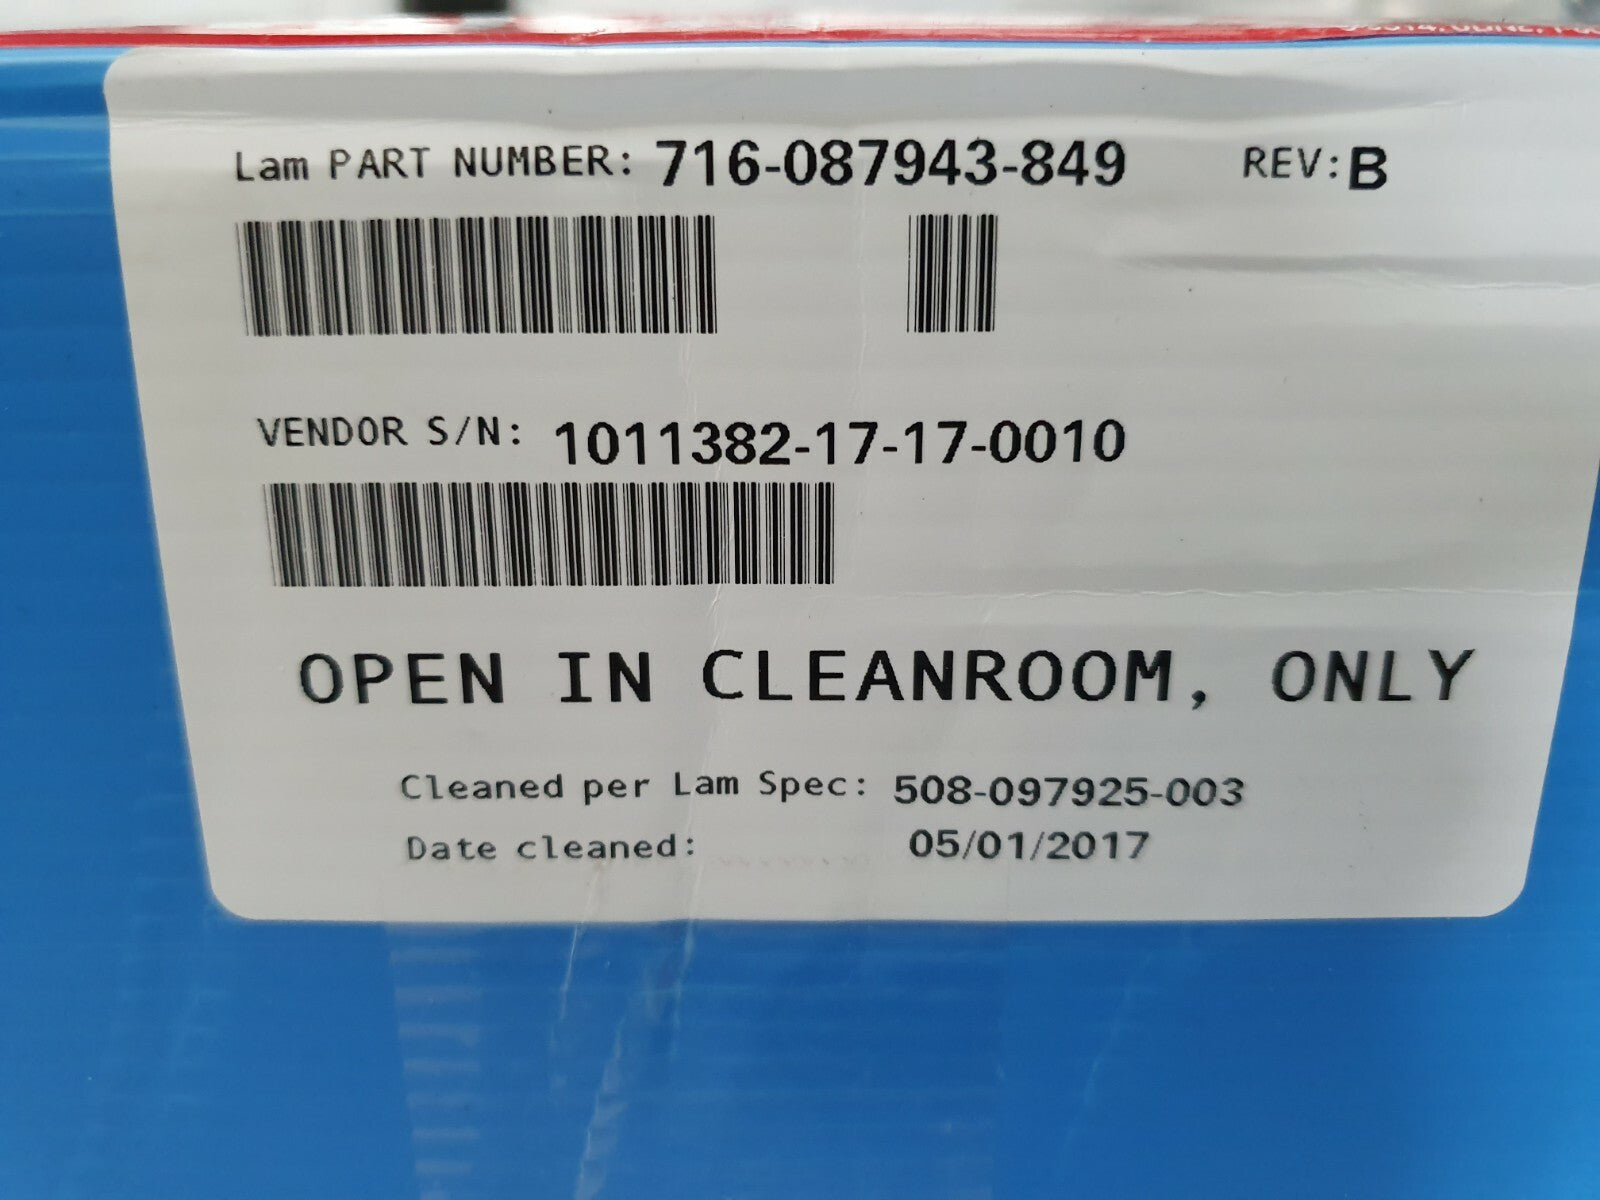 Lam PART NUMBER: 716-087943-849 REV:B
VENDOR S/N: 1011382-17-17-0010
OPEN IN CLEANROOM, ONLY
Cleaned per Lam Spec: 508-097925-003
Date cleaned: 05/01/2017